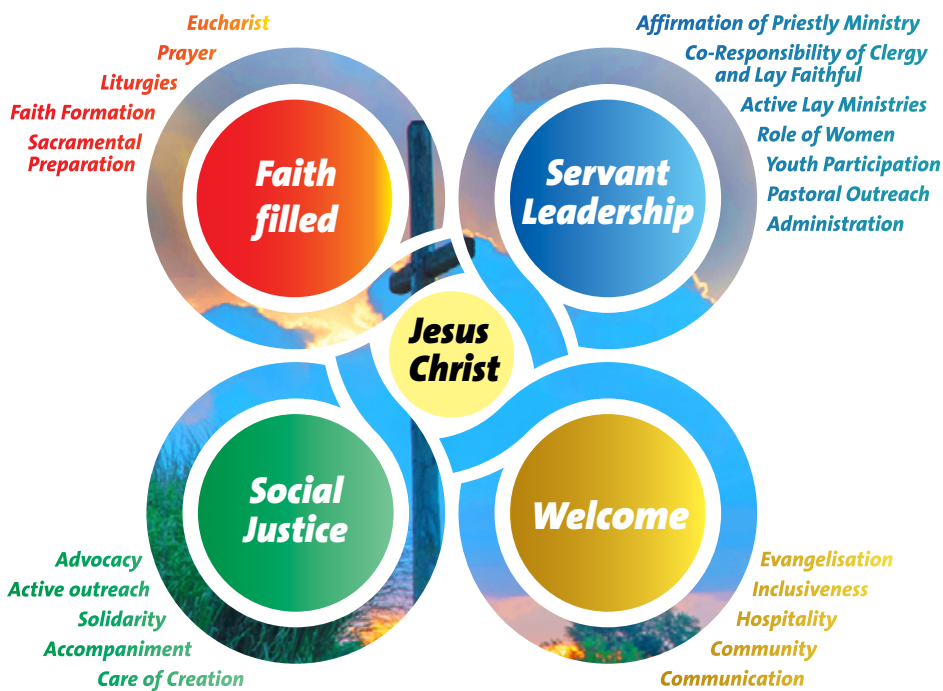 Eucharist
Prayer
Liturgies
Faith Formation
Sacramental
Preparation
Faith
filled
Affirmation of Priestly Ministry
Co-Responsibility of Clergy
and Lay Faithful
Active Lay Ministries
Role of Women
Youth Participation
Pastoral Outreach
Administration
Servant
Leadership
Jesus
Christ
Social
Justice
Advocacy
Active outreach
Solidarity
Accompaniment
Care of Creation
Welcome
Evangelisation
Inclusiveness
Hospitality
Community
Communication